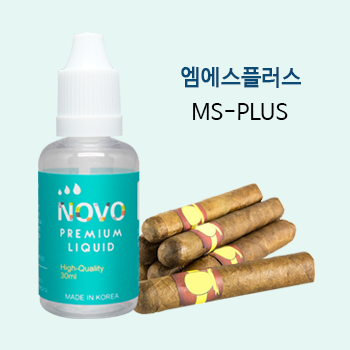 엠에스플러스
MS-PLUS
NOVO
PREMIUM
LIQUID
High-Quality
30ml
MADE IN KOREA